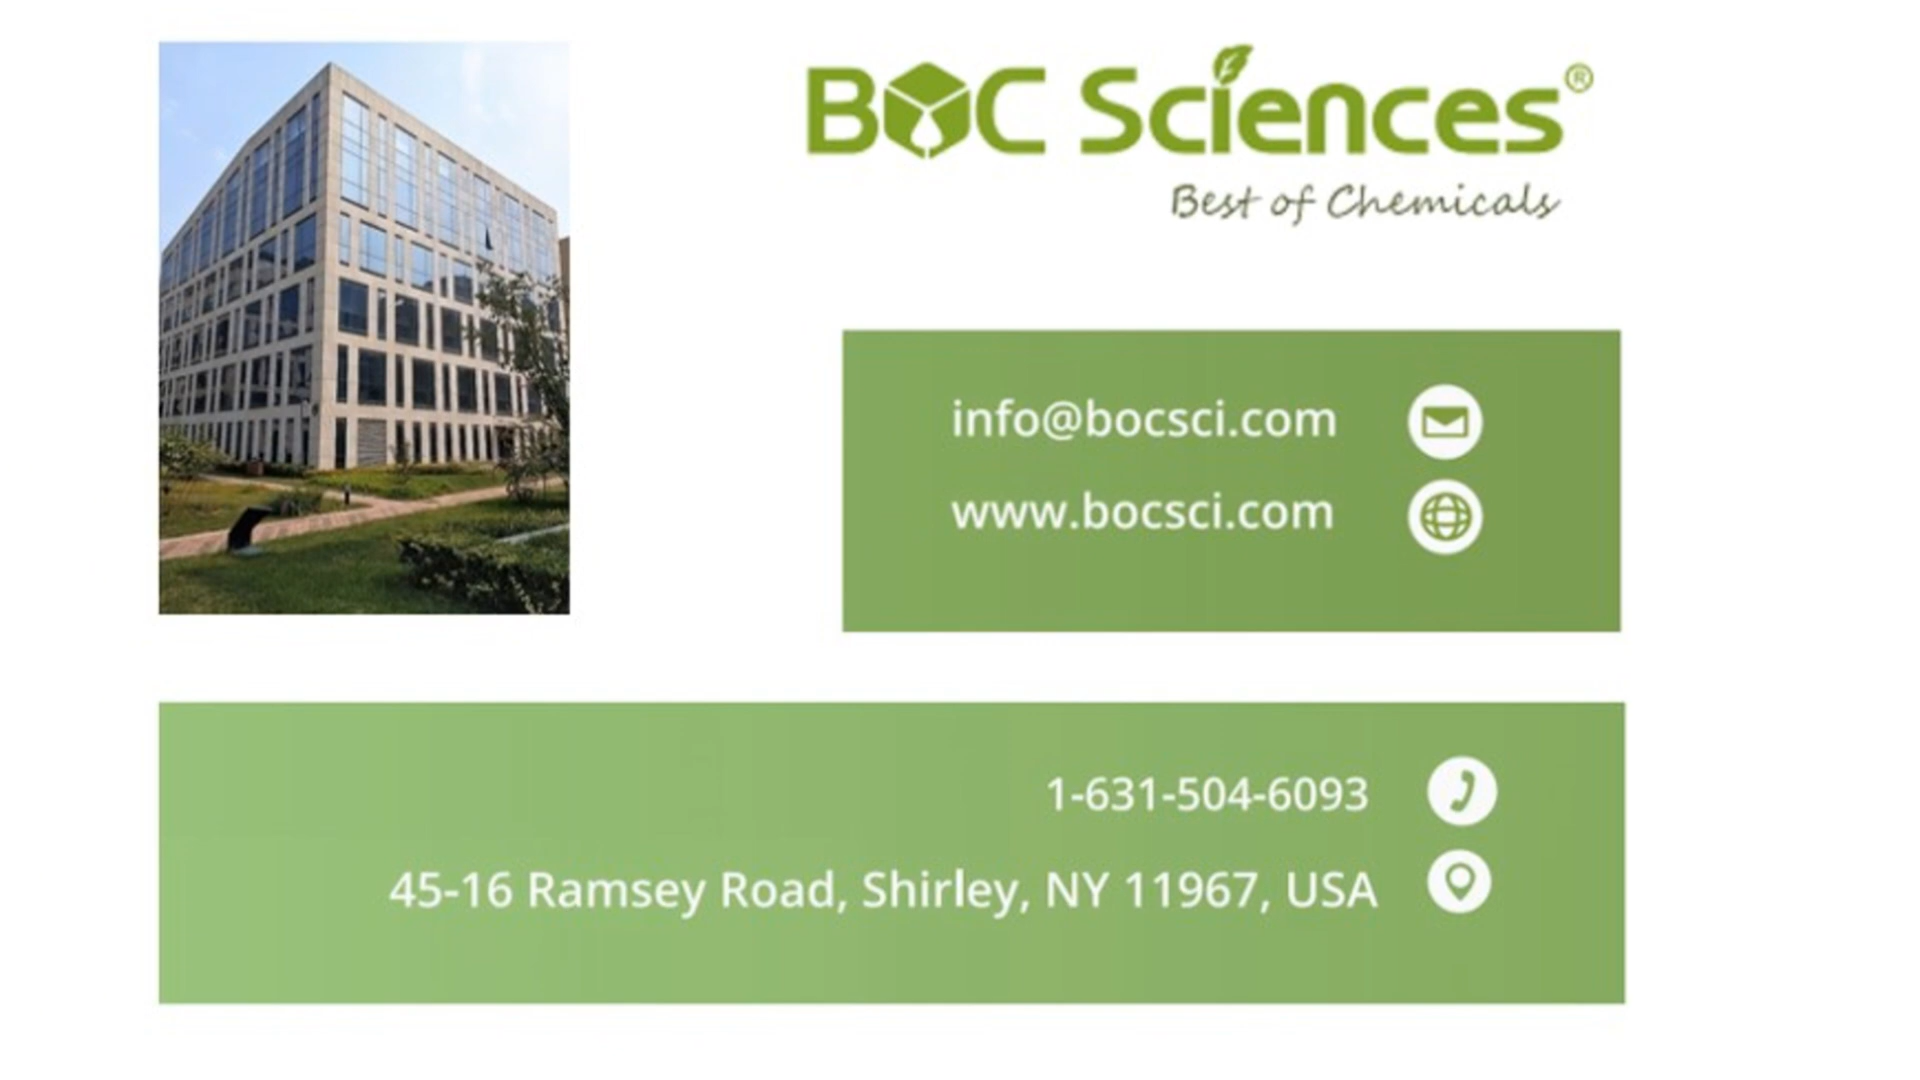 BOC Sciences®
Best of Chemicals
info@bocsci.com
www.bocsci.com
1-631-504-6093
45-16 Ramsey Road, Shirley, NY 11967, USA